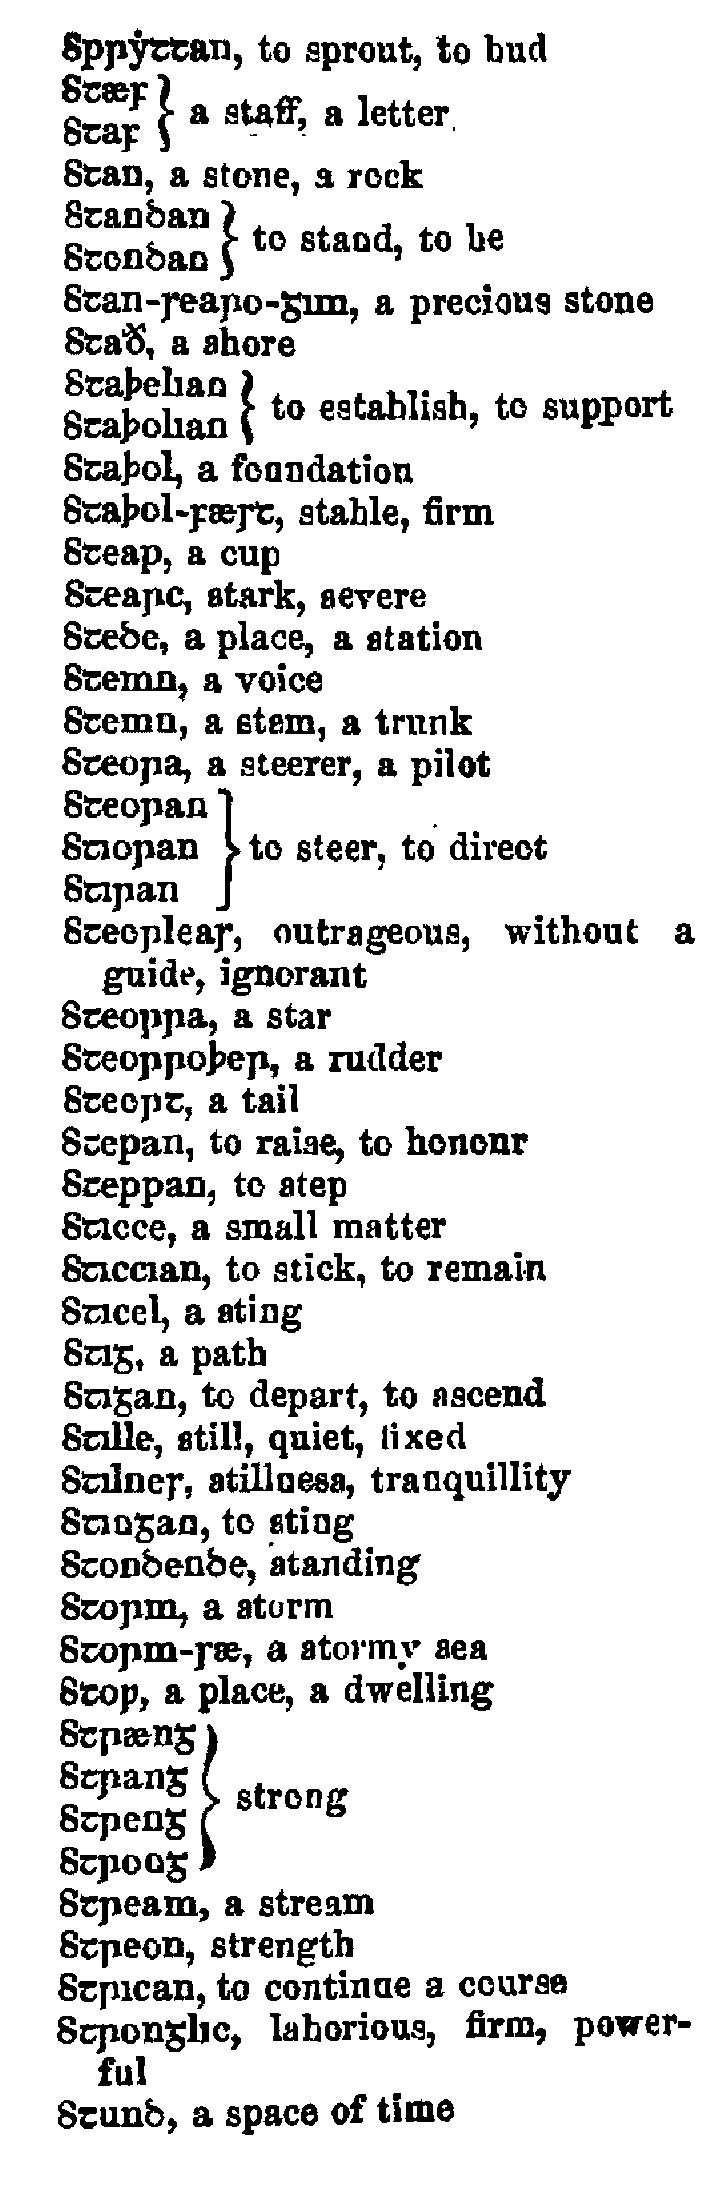 Sprẏttan, to sprout, to bud
Stæf
Staf } a staff, a letter
Stan, a stone, a rock
Standan
Stondan } to stand, to be
Stan-searo-gim, a precious stone
Stað, a shore
Staþelian
Staþolian } to establish, to support
Staþol, a foundation
Staþol-fæst, stable, firm
Steap, a cup
Stearc, stark, severe
Stede, a place, a station
Stemn, a voice
Stemn, a stem, a trunk
Steora, a steerer, a pilot
Steoran
Stioran } to steer, to direct
Stiran
Steorleas, outrageous, without a
guide, ignorant
Steorra, a star
Steorroþer, a rudder
Steort, a tail
Stepan, to raise, to honour
Steppan, to step
Sticce, a small matter
Sticcian, to stick, to remain
Sticel, a sting
Stig, a path
Stigan, to depart, to ascend
Stille, still, quiet, fixed
Stilnes, stillness, tranquillity
Stingan, to sting
Stondende, standing
Storm, a storm
Storm-sæ, a stormy sea
Stop, a place, a dwelling
Stræng
Strang
Streng } strong
Strong
Stream, a stream
Streon, strength
Strican, to continue a course
Stronglic, laborious, firm, power-
ful
Stund, a space of time